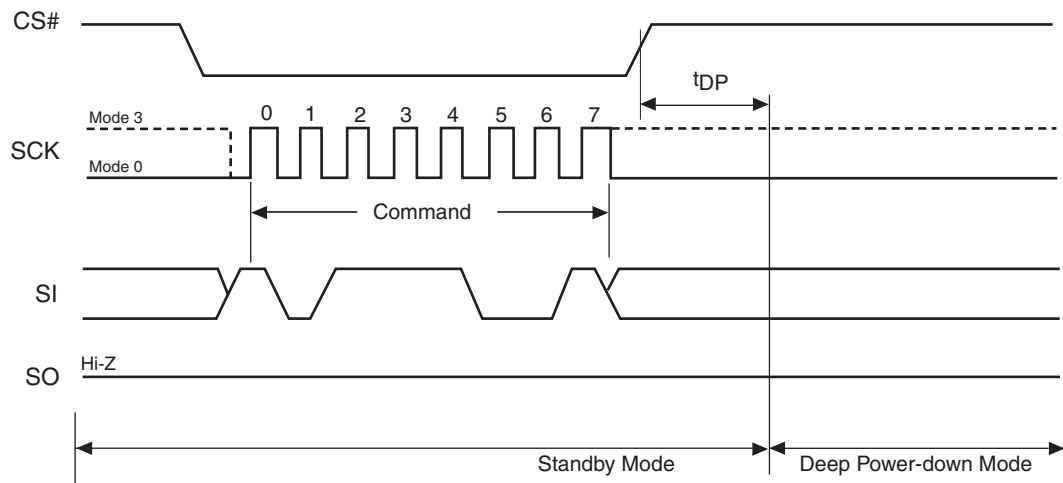 CS#
tDP
Mode 3
0 1 2 3 4 5 6 7
SCK
Mode 0
Command
SI
Hi-Z
SO
Standby Mode
Deep Power-down Mode